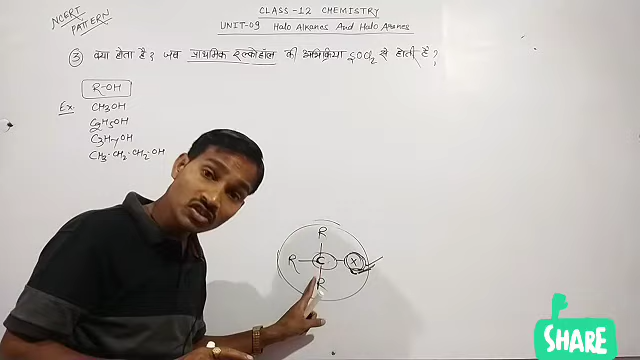 NCERT
PATTERN
CLASS-12 CHEMISTRY
UNIT-09 Halo Alkanes And Halo Arenes
③ क्या होता है? जब प्राथमिक एल्कोहॉल की अभिक्रिया SOCl₂ से होती है?
R-OH
Ex. CH3OH
C2H5OH
C3H7OH
CH3-CH2-CH2-OH
R
R-C-X
R
SHARE